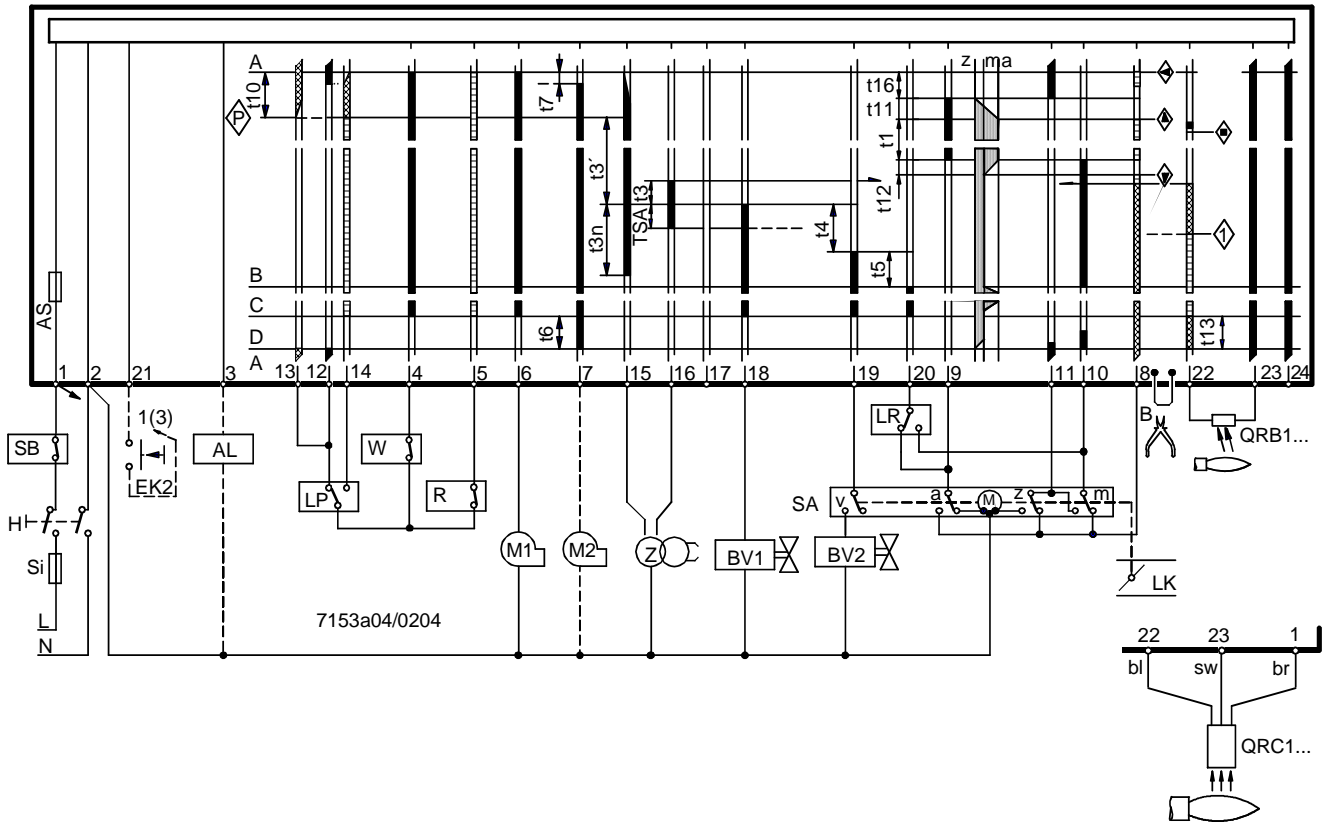 A
z ma
t10
P
t7
t16
t11
t1
t12
t3´
t3
TSA
t3n
t4
t5
1
B
C
D
A
t6
t13
AS
1 2 21 3 13 12 14 4 5 6 7 15 16 17 18 19 20 9 11 10 8 22 23 24
SB
1(3)
EK2
AL
LP
W
R
LR
B
QRB1...
SA
v a M z m
H
Si
L
N
M1
M2
Z
BV1
BV2
LK
7153a04/0204
22 23 1
bl sw br
QRC1...